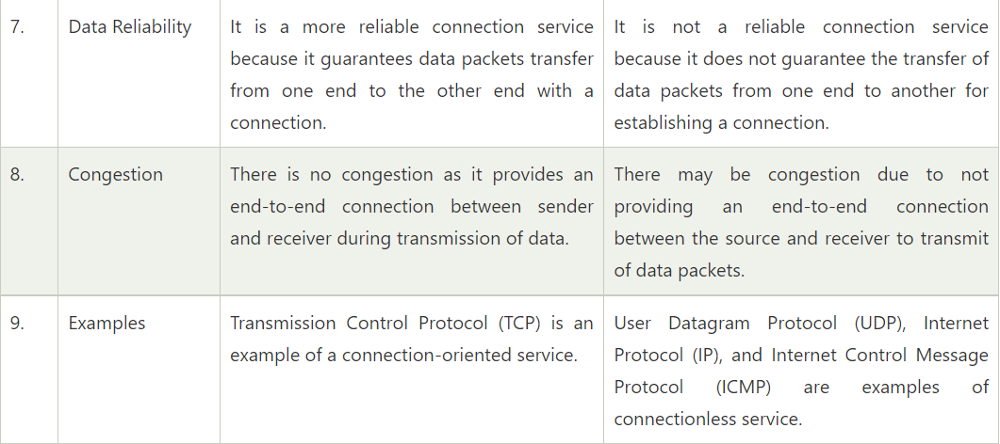 7.
Data Reliability
It is a more reliable connection service
because it guarantees data packets transfer
from one end to the other end with a
connection.
It is not a reliable connection service
because it does not guarantee the transfer of
data packets from one end to another for
establishing a connection.
8.
Congestion
There is no congestion as it provides an
end-to-end connection between sender
and receiver during transmission of data.
There may be congestion due to not
providing an end-to-end connection
between the source and receiver to transmit
of data packets.
9.
Examples
Transmission Control Protocol (TCP) is an
example of a connection-oriented service.
User Datagram Protocol (UDP), Internet
Protocol (IP), and Internet Control Message
Protocol (ICMP) are examples of
connectionless service.